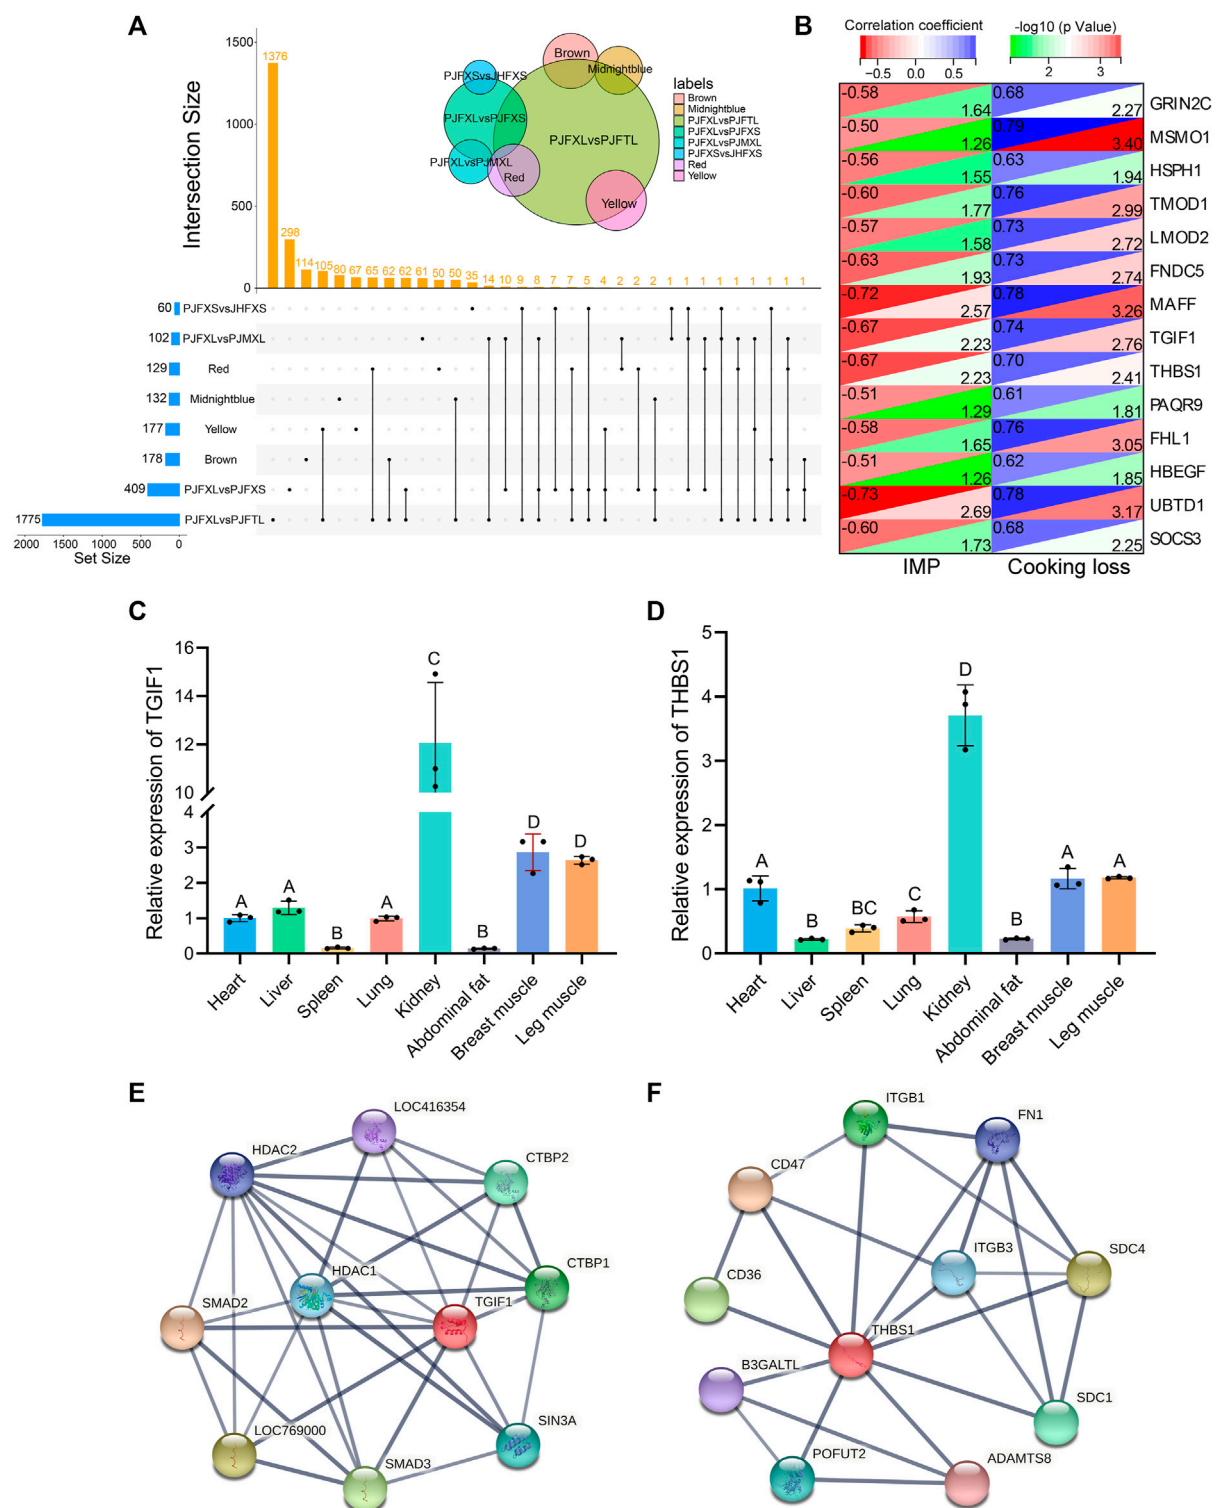 A
Intersection Size
1500
1000
500
0
1376
298
114
105
80
67
65
62
62
61
50
50
35
14
10
9
8
7
7
5
4
2
2
2
1
1
1
1
1
1
1
1
1
Brown
Midnightblue
PJFXSvsJHFXS
PJFXLvsPJFXS
PJFXLvsPJFTL
PJFXLvsPJMXL
Red
Yellow
labels
Brown
Midnightblue
PJFXLvsPJFTL
PJFXLvsPJFXS
PJFXLvsPJMXL
PJFXSvsJHFXS
Red
Yellow
60 PJFXSvsJHFXS
102 PJFXLvsPJMXL
129 Red
132 Midnightblue
177 Yellow
178 Brown
409 PJFXLvsPJFXS
1775 PJFXLvsPJFTL
2000 1500 1000 500 0
Set Size
B
Correlation coefficient
-0.5 0.0 0.5
-log10 (p Value)
2 3
-0.58 1.64 0.68 2.27 GRIN2C
-0.50 1.26 0.79 3.40 MSMO1
-0.56 1.55 0.63 1.94 HSPH1
-0.60 1.77 0.76 2.99 TMOD1
-0.57 1.58 0.73 2.72 LMOD2
-0.63 1.93 0.73 2.74 FNDC5
-0.72 2.57 0.78 3.26 MAFF
-0.67 2.23 0.74 2.76 TGIF1
-0.67 2.23 0.70 2.41 THBS1
-0.51 1.29 0.61 1.81 PAQR9
-0.58 1.65 0.76 3.05 FHL1
-0.51 1.26 0.62 1.85 HBEGF
-0.73 2.69 0.78 3.17 UBTD1
-0.60 1.73 0.68 2.25 SOCS3
IMP Cooking loss
C
Relative expression of TGIF1
16
14
12
10
4
3
2
1
0
A A B A C B D D
Heart
Liver
Spleen
Lung
Kidney
Abdominal fat
Breast muscle
Leg muscle
D
Relative expression of THBS1
5
4
3
2
1
0
A B BC C D B A A
Heart
Liver
Spleen
Lung
Kidney
Abdominal fat
Breast muscle
Leg muscle
E
LOC416354
HDAC2
CTBP2
CTBP1
HDAC1
TGIF1
SMAD2
LOC769000
SIN3A
SMAD3
F
ITGB1
FN1
CD47
ITGB3
SDC4
CD36
THBS1
B3GALTL
SDC1
POFUT2
ADAMTS8